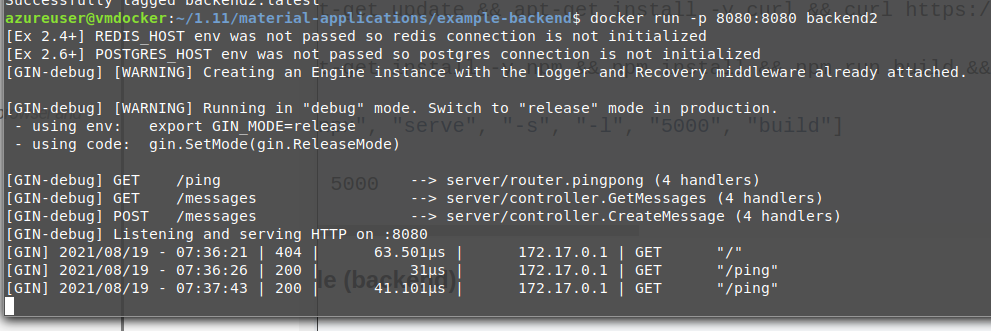 Successfully tagged backend2:latest
azureuser@vmdocker:~/1.11/material-applications/example-backend$ docker run -p 8080:8080 backend2
[Ex 2.4+] REDIS_HOST env was not passed so redis connection is not initialized
[Ex 2.6+] POSTGRES_HOST env was not passed so postgres connection is not initialized
[GIN-debug] [WARNING] Creating an Engine instance with the Logger and Recovery middleware already attached.
[GIN-debug] [WARNING] Running in "debug" mode. Switch to "release" mode in production.
- using env: export GIN_MODE=release
- using code: gin.SetMode(gin.ReleaseMode)
[GIN-debug] GET /ping --> server/router.pingpong (4 handlers)
[GIN-debug] GET /messages --> server/controller.GetMessages (4 handlers)
[GIN-debug] POST /messages --> server/controller.CreateMessage (4 handlers)
[GIN-debug] Listening and serving HTTP on :8080
[GIN] 2021/08/19 - 07:36:21 | 404 | 63.501µs | 172.17.0.1 | GET "/"
[GIN] 2021/08/19 - 07:36:26 | 200 | 31µs | 172.17.0.1 | GET "/ping"
[GIN] 2021/08/19 - 07:37:43 | 200 | 41.101µs | 172.17.0.1 | GET "/ping"
"serve", "-s", "-l", "5000", "build"]
5000
(backend)